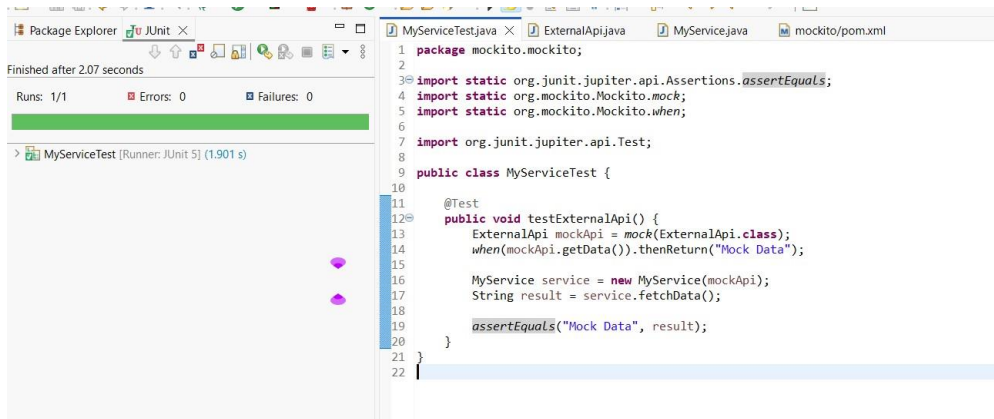 Package Explorer JUnit
Finished after 2.07 seconds
Runs: 1/1 Errors: 0 Failures: 0
MyServiceTest [Runner: JUnit 5] (1.901 s)
MyServiceTest.java ExternalApi.java MyService.java mockito/pom.xml
1 package mockito.mockito;
2
3 import static org.junit.jupiter.api.Assertions.assertEquals;
4 import static org.mockito.Mockito.mock;
5 import static org.mockito.Mockito.when;
6
7 import org.junit.jupiter.api.Test;
8
9 public class MyServiceTest {
10
11 @Test
12 public void testExternalApi() {
13 ExternalApi mockApi = mock(ExternalApi.class);
14 when(mockApi.getData()).thenReturn("Mock Data");
15
16 MyService service = new MyService(mockApi);
17 String result = service.fetchData();
18
19 assertEquals("Mock Data", result);
20 }
21 }
22